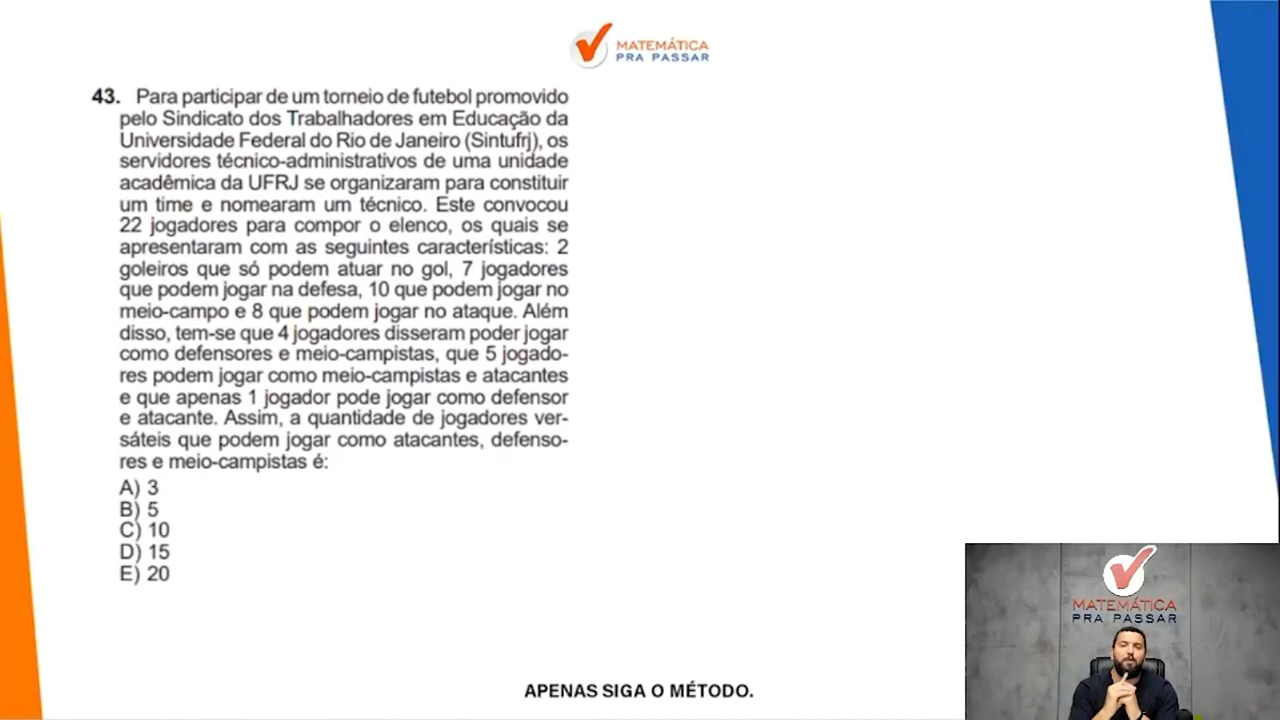 MATEMÁTICA
PRA PASSAR
43. Para participar de um torneio de futebol promovido
pelo Sindicato dos Trabalhadores em Educação da
Universidade Federal do Rio de Janeiro (Sintufrj), os
servidores técnico-administrativos de uma unidade
acadêmica da UFRJ se organizaram para constituir
um time e nomearam um técnico. Este convocou
22 jogadores para compor o elenco, os quais se
apresentaram com as seguintes características: 2
goleiros que só podem atuar no gol, 7 jogadores
que podem jogar na defesa, 10 que podem jogar no
meio-campo e 8 que podem jogar no ataque. Além
disso, tem-se que 4 jogadores disseram poder jogar
como defensores e meio-campistas, que 5 jogado-
res podem jogar como meio-campistas e atacantes
e que apenas 1 jogador pode jogar como defensor
e atacante. Assim, a quantidade de jogadores ver-
sáteis que podem jogar como atacantes, defenso-
res e meio-campistas é:
A) 3
B) 5
C) 10
D) 15
E) 20
MATEMÁTICA
PRA PASSAR
APENAS SIGA O MÉTODO.